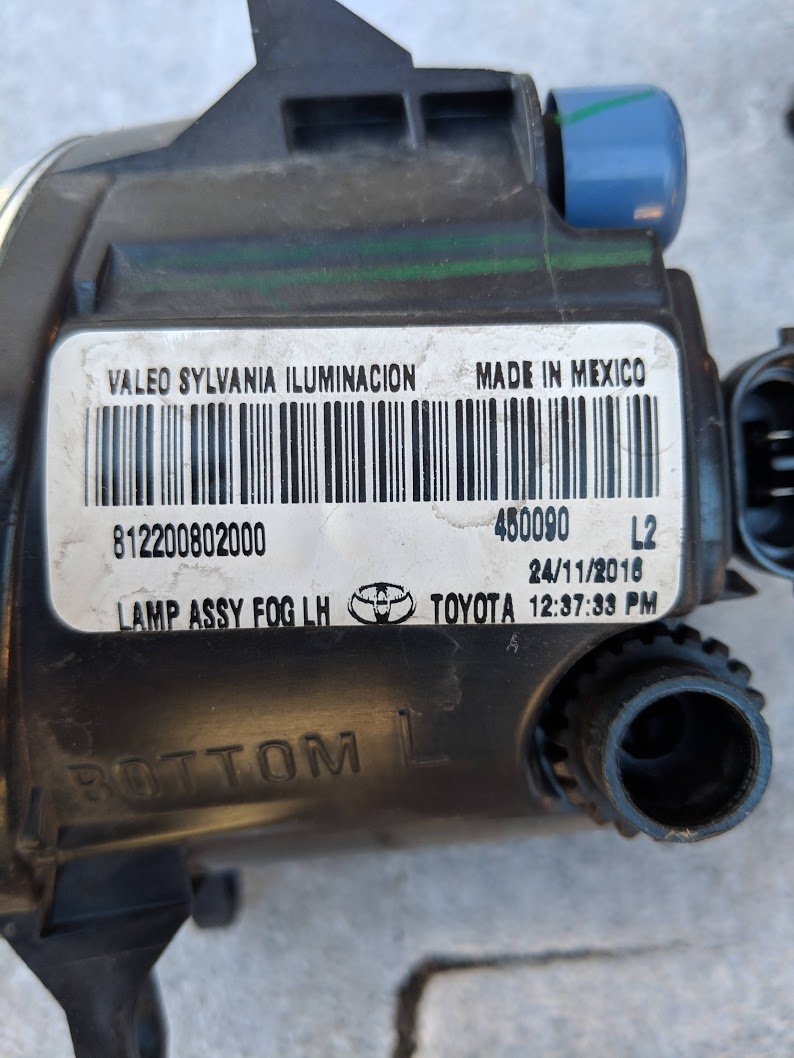 VALEO SYLVANIA ILUMINACION MADE IN MEXICO
812200802000 450090 L2
24/11/2016
LAMP ASSY FOG LH TOYOTA 12:37:33 PM
BOTTOM L